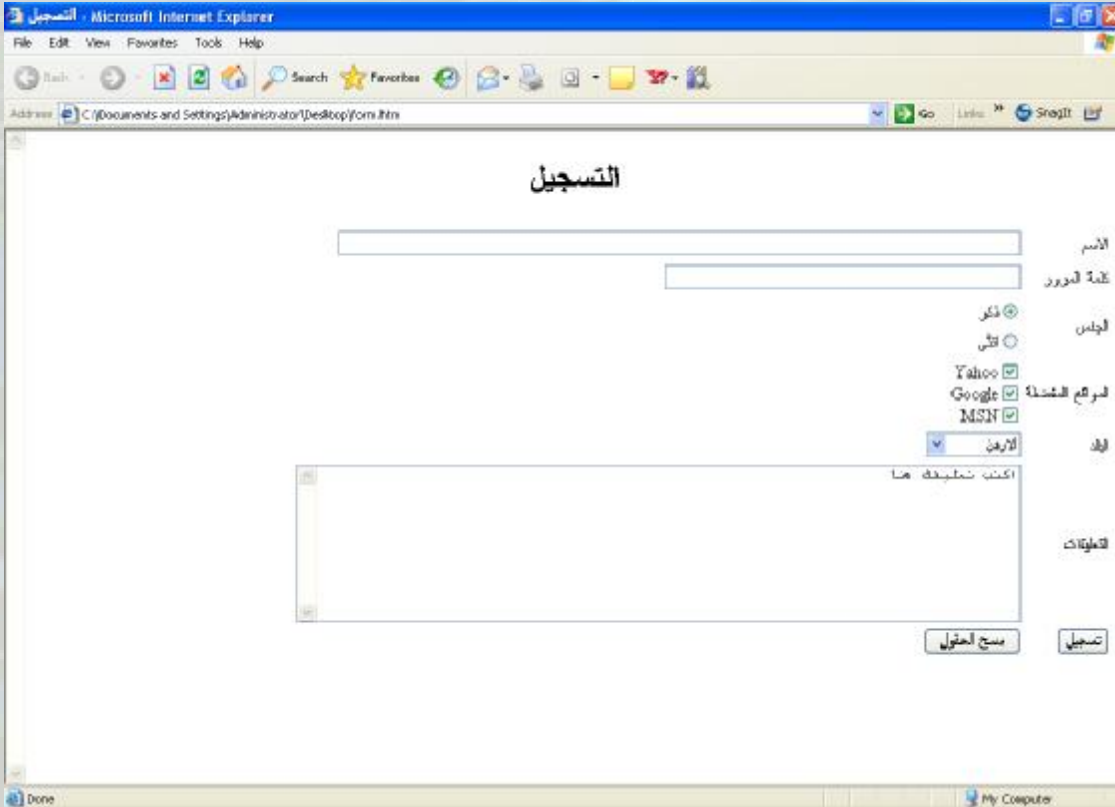 التسجيل - Microsoft Internet Explorer
File Edit View Favorites Tools Help
Back Search Favorites
Address C:\Documents and Settings\Administrator\Desktop\form.htm Go Links » SnagIt
التسجيل
الاسم
كلمة المرور
الجنس
ذكر
انثى
المواقع المفضلة
Yahoo
Google
MSN
البلد الاردن
التعليقات
اكتب تعليقك هنا
تسجيل مسح الحقول
Done My Computer